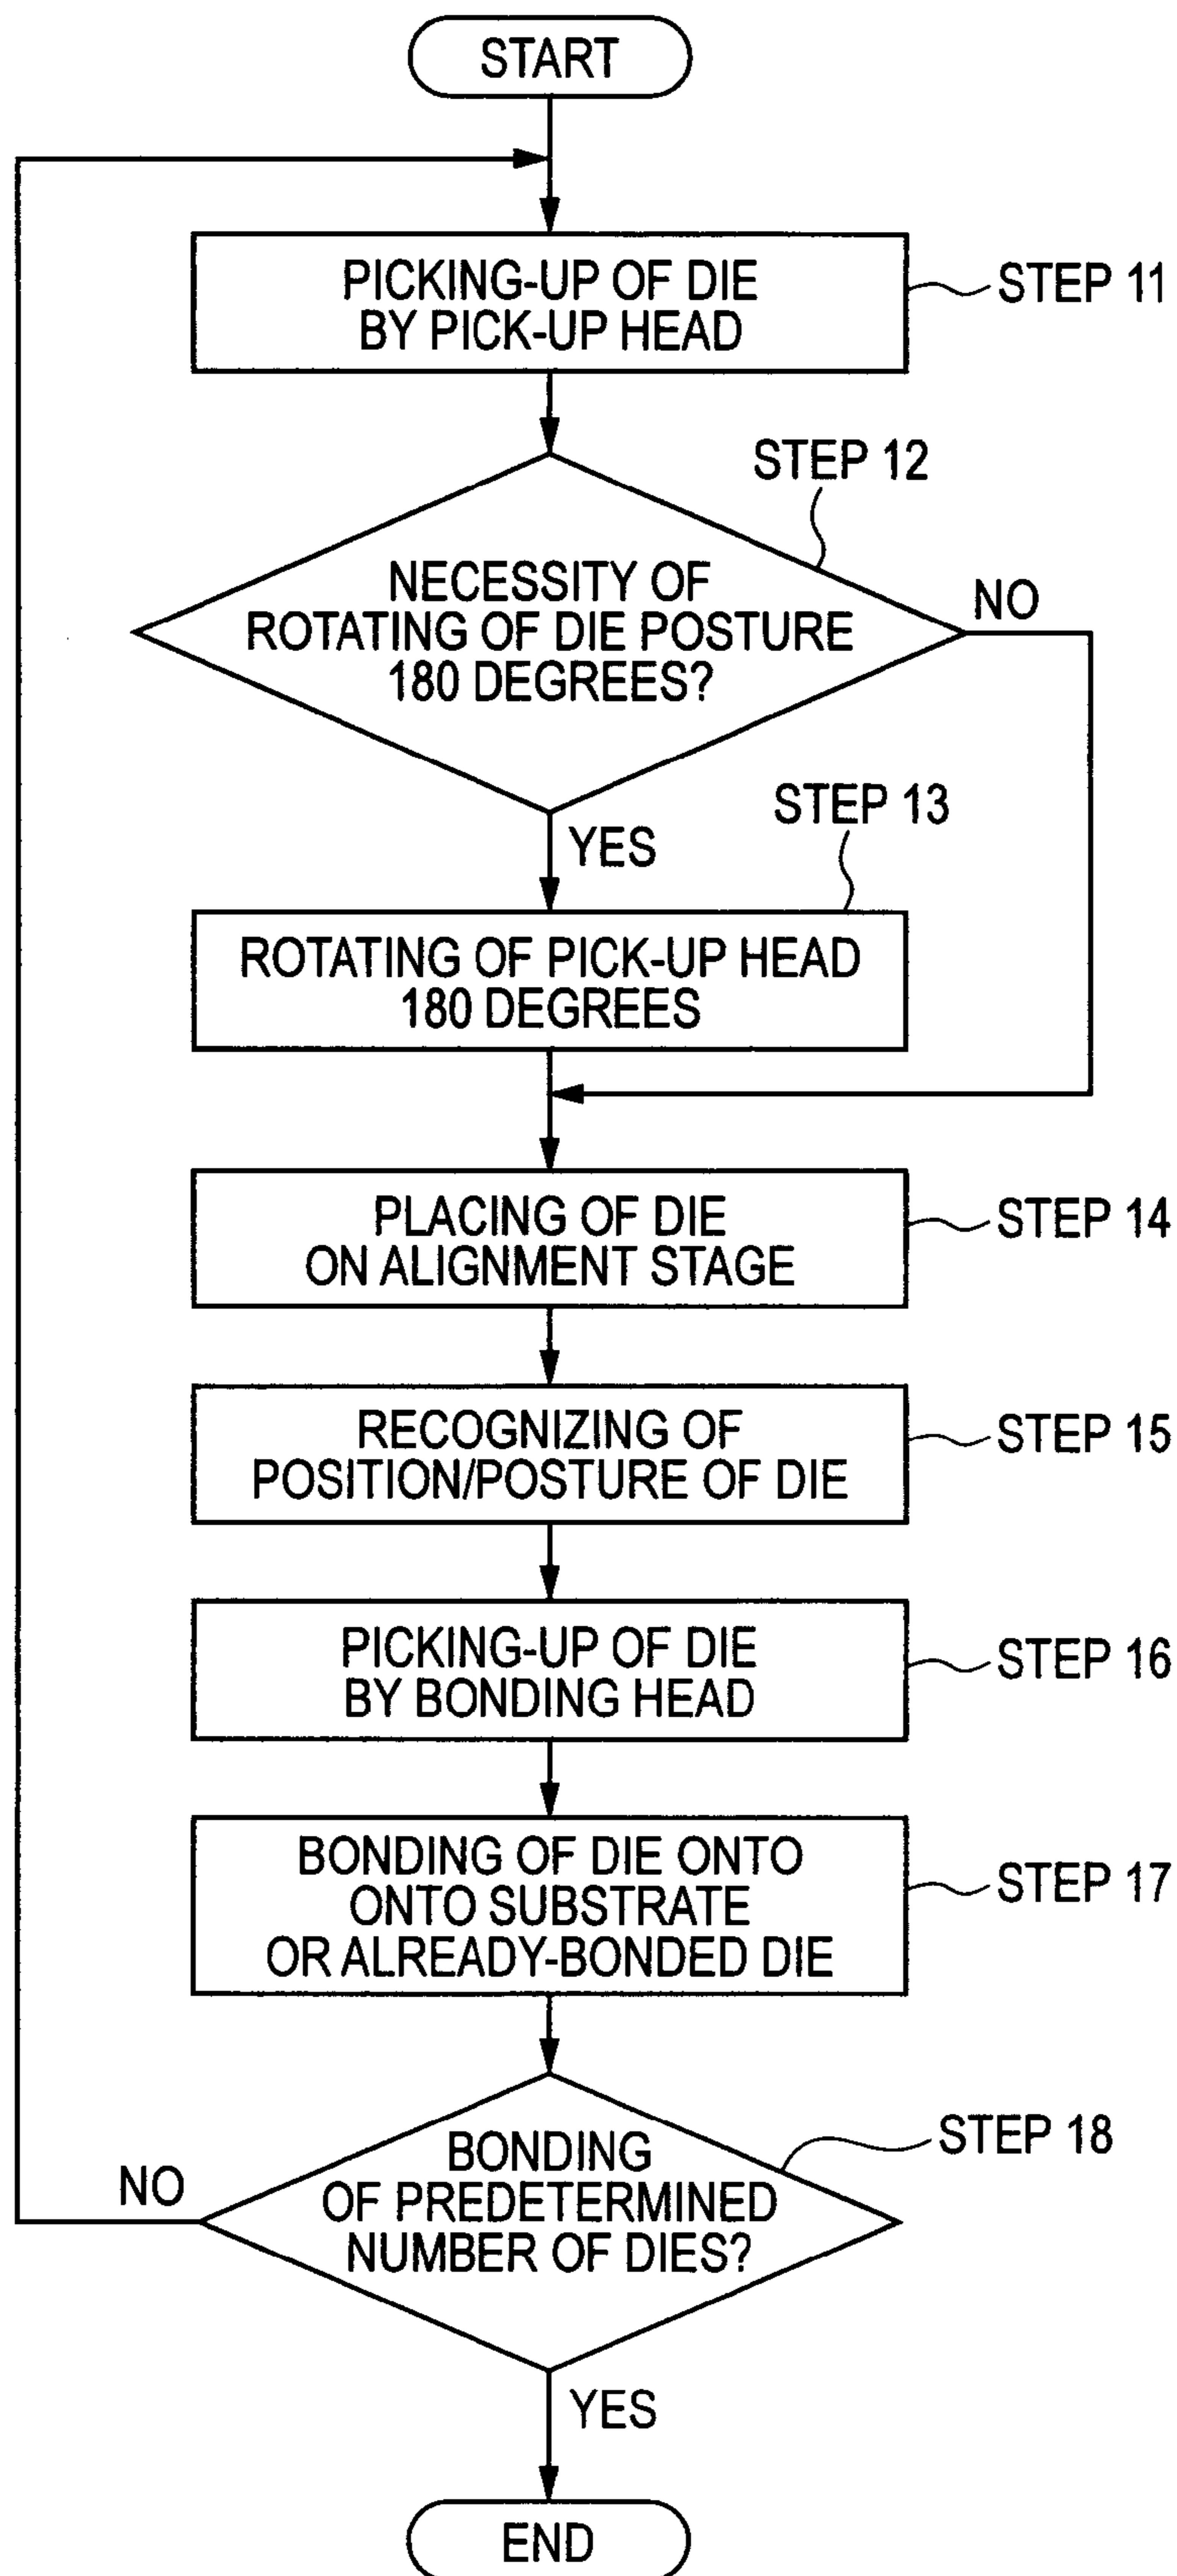 START
PICKING-UP OF DIE
BY PICK-UP HEAD
STEP 11
STEP 12
NECESSITY OF
ROTATING OF DIE POSTURE
180 DEGREES?
NO
YES
STEP 13
ROTATING OF PICK-UP HEAD
180 DEGREES
PLACING OF DIE
ON ALIGNMENT STAGE
STEP 14
RECOGNIZING OF
POSITION/POSTURE OF DIE
STEP 15
PICKING-UP OF DIE
BY BONDING HEAD
STEP 16
BONDING OF DIE ONTO
ONTO SUBSTRATE
OR ALREADY-BONDED DIE
STEP 17
STEP 18
BONDING
OF PREDETERMINED
NUMBER OF DIES?
NO
YES
END